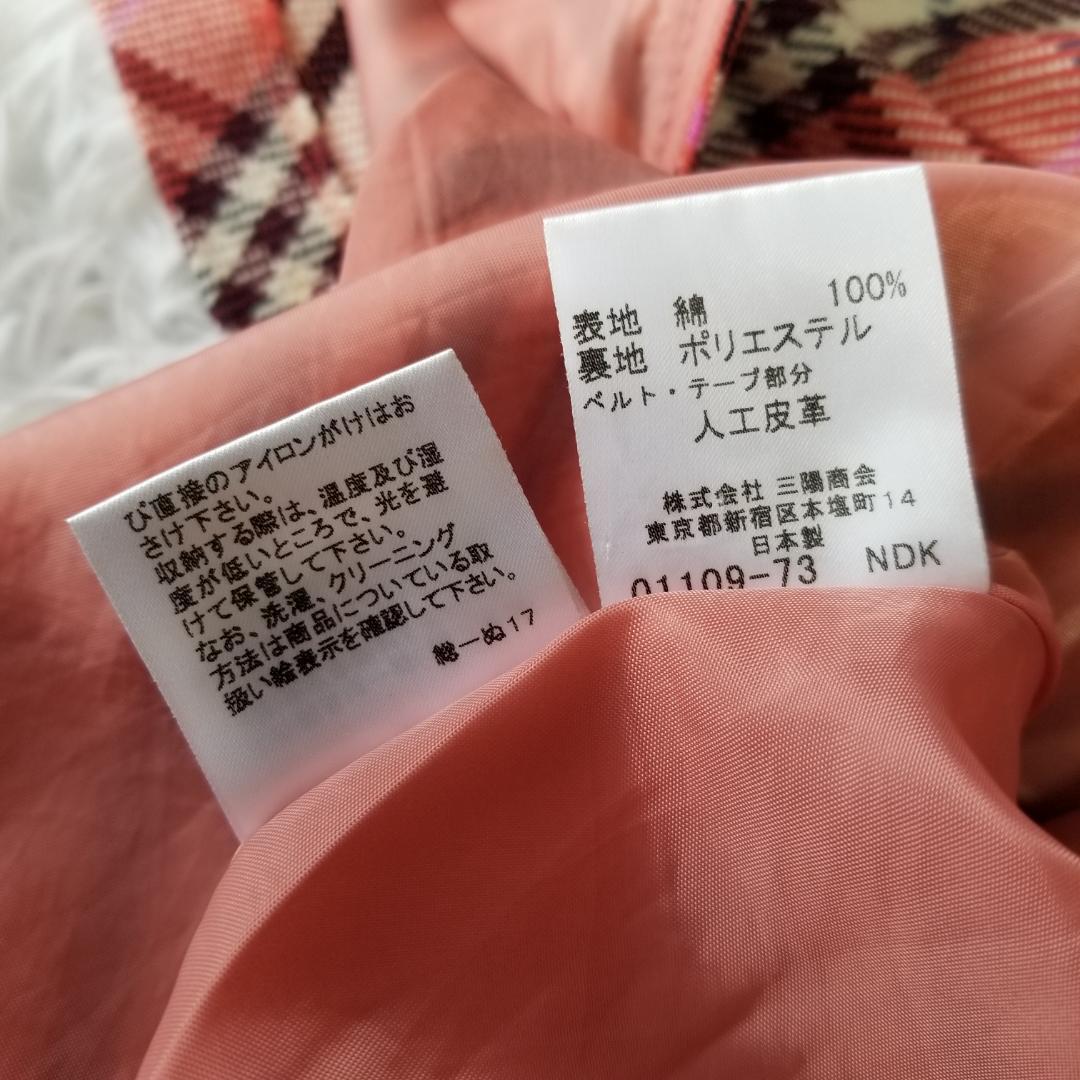 び直接のアイロンがけはお
さけ下さい。
収納する際は、温度及び湿
度が低いところで、光を避
けて保管して下さい。
なお、洗濯、クリーニング
方法は商品についている取
扱い絵表示を確認して下さい。
総一ぬ17
表地 綿 100%
裏地 ポリエステル
ベルト・テープ部分
人工皮革
株式会社 三陽商会
東京都新宿区本塩町14
日本製
01109-73 NDK